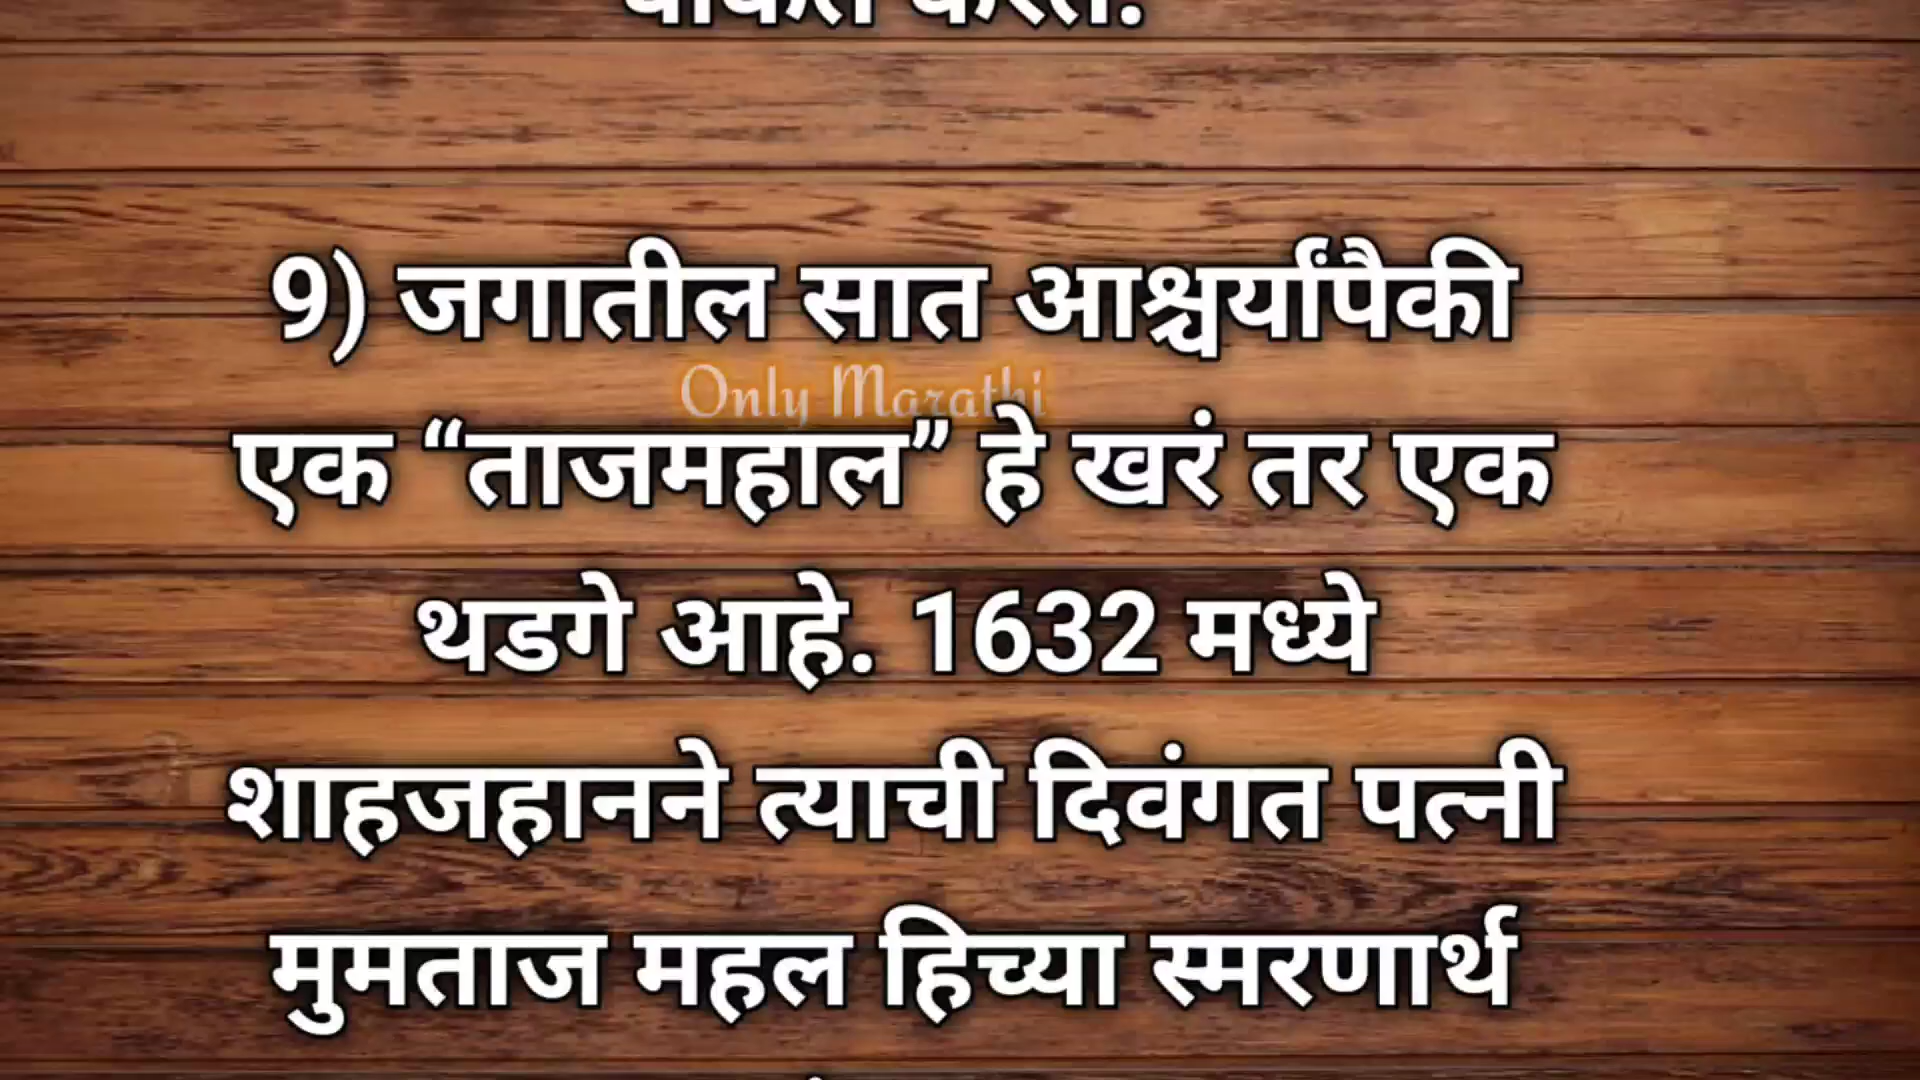 9) जगातील सात आश्चर्यांपैकी
Only Marathi
एक “ताजमहाल” हे खरं तर एक
थडगे आहे. 1632 मध्ये
शाहजहानने त्याची दिवंगत पत्नी
मुमताज महल हिच्या स्मरणार्थ